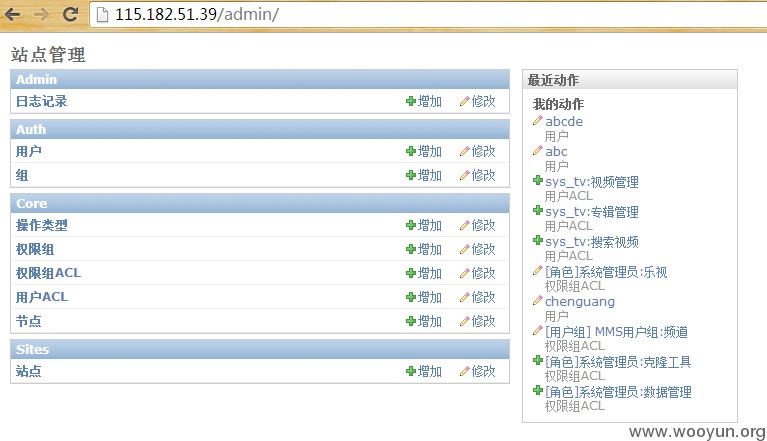 115.182.51.39/admin/
站点管理
Admin
日志记录 增加 修改
Auth
用户 增加 修改
组 增加 修改
Core
操作类型 增加 修改
权限组 增加 修改
权限组ACL 增加 修改
用户ACL 增加 修改
节点 增加 修改
Sites
站点 增加 修改
最近动作
我的动作
abcde
用户
abc
用户
sys_tv:视频管理
用户ACL
sys_tv:专辑管理
用户ACL
sys_tv:搜索视频
用户ACL
[角色]系统管理员:乐视
权限组ACL
chenguang
用户
[用户组] MMS用户组:频道
权限组ACL
[角色]系统管理员:克隆工具
权限组ACL
[角色]系统管理员:数据管理
权限组ACL
www.wooyun.org